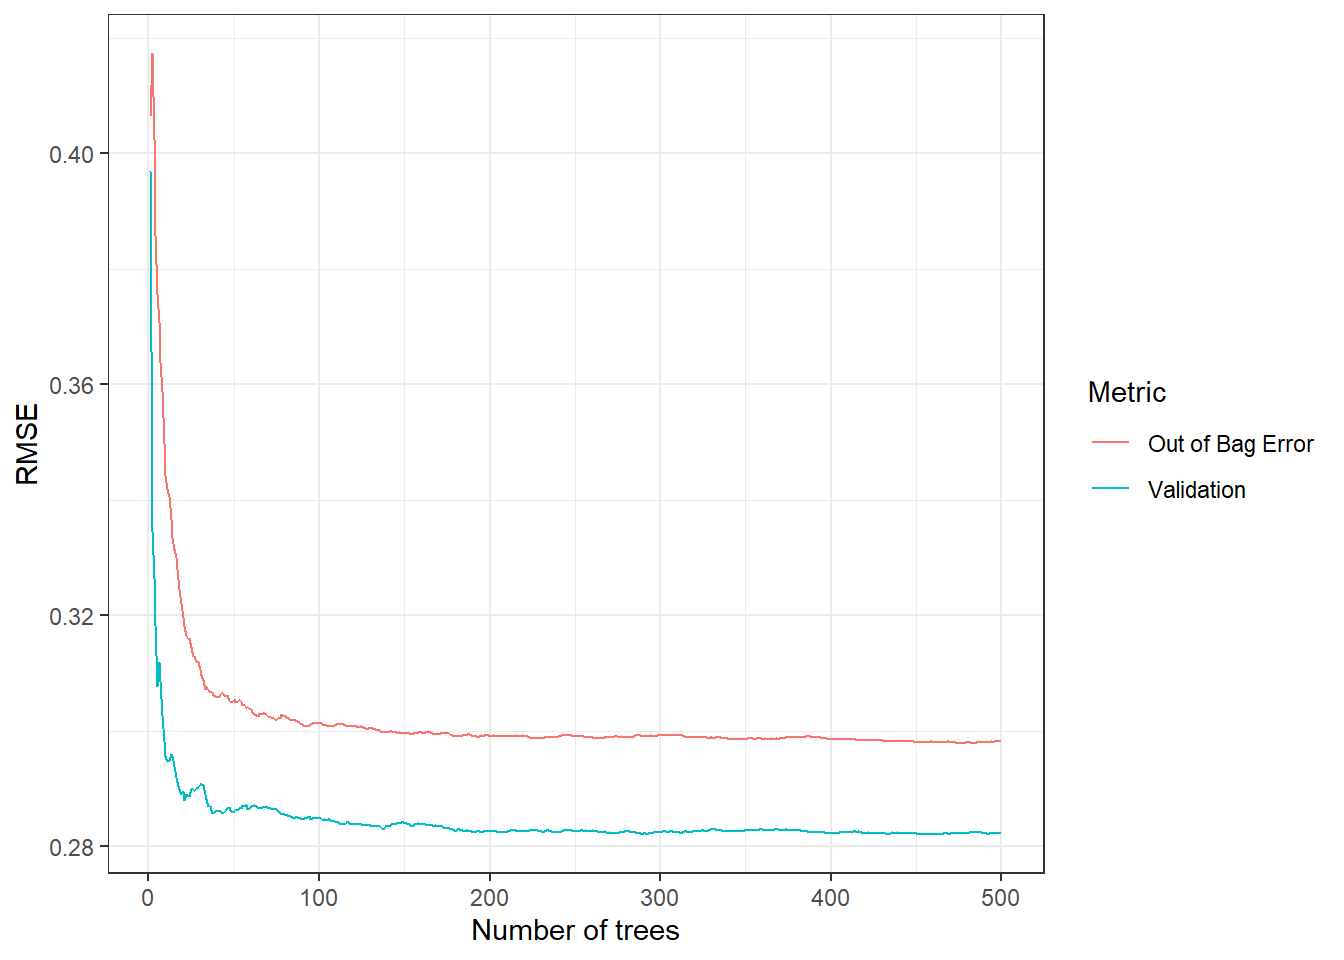 0.40
0.36
0.32
0.28
RMSE
0 100 200 300 400 500
Number of trees
Metric
Out of Bag Error
Validation